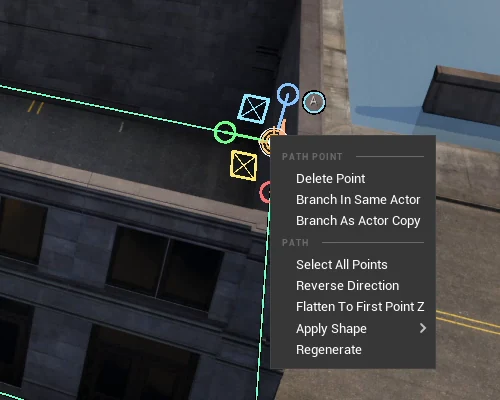 A
PATH POINT
Delete Point
Branch In Same Actor
Branch As Actor Copy
PATH
Select All Points
Reverse Direction
Flatten To First Point Z
Apply Shape
Regenerate